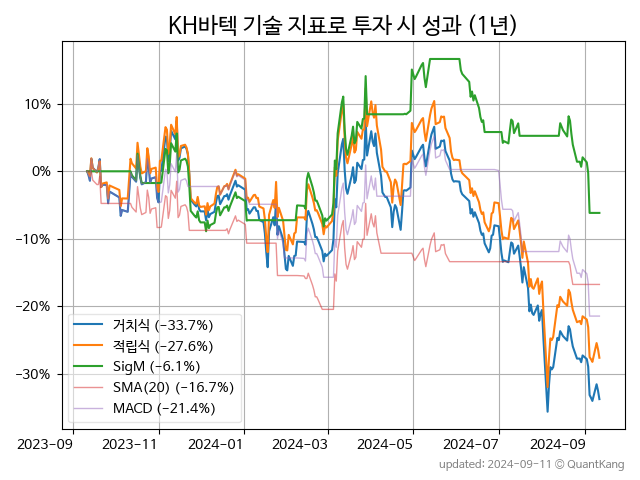 KH바텍 기술 지표로 투자 시 성과 (1년)
10%
0%
−10%
−20%
−30%
거치식 (−33.7%)
적립식 (−27.6%)
SigM (−6.1%)
SMA(20) (−16.7%)
MACD (−21.4%)
2023-09 2023-11 2024-01 2024-03 2024-05 2024-07 2024-09
updated: 2024-09-11 © QuantKang